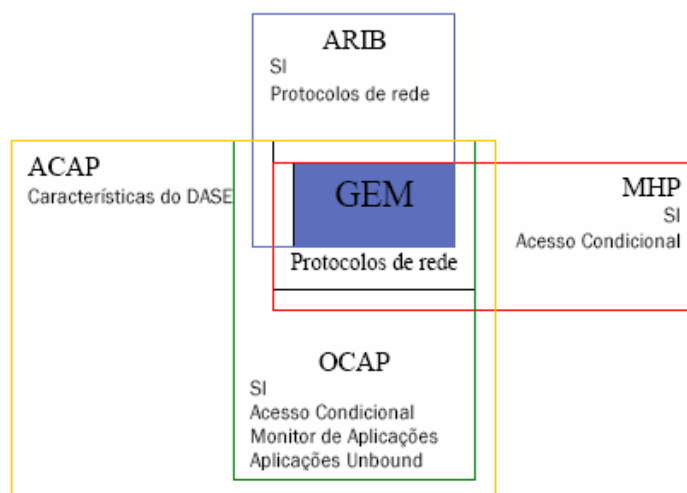 ARIB
SI
Protocolos de rede
ACAP
Características do DASE
GEM
MHP
SI
Acesso Condicional
Protocolos de rede
OCAP
SI
Acesso Condicional
Monitor de Aplicações
Aplicações Unbound